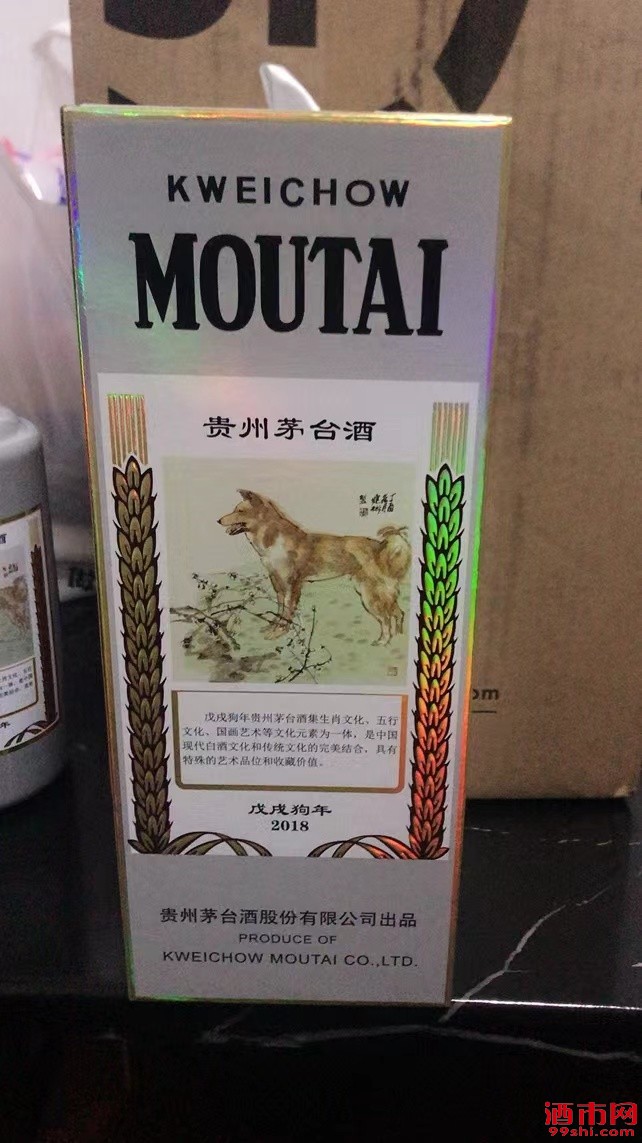 KWEICHOW
MOUTAI
贵州茅台酒
戊戌狗年贵州茅台酒集生肖文化、五行
文化、国画艺术等文化元素为一体，是中国
现代白酒文化和传统文化的完美结合，具有
特殊的艺术品位和收藏价值。
戊戌狗年
2018
贵州茅台酒股份有限公司出品
PRODUCE OF
KWEICHOW MOUTAI CO.,LTD.
酒市网
99shi.com